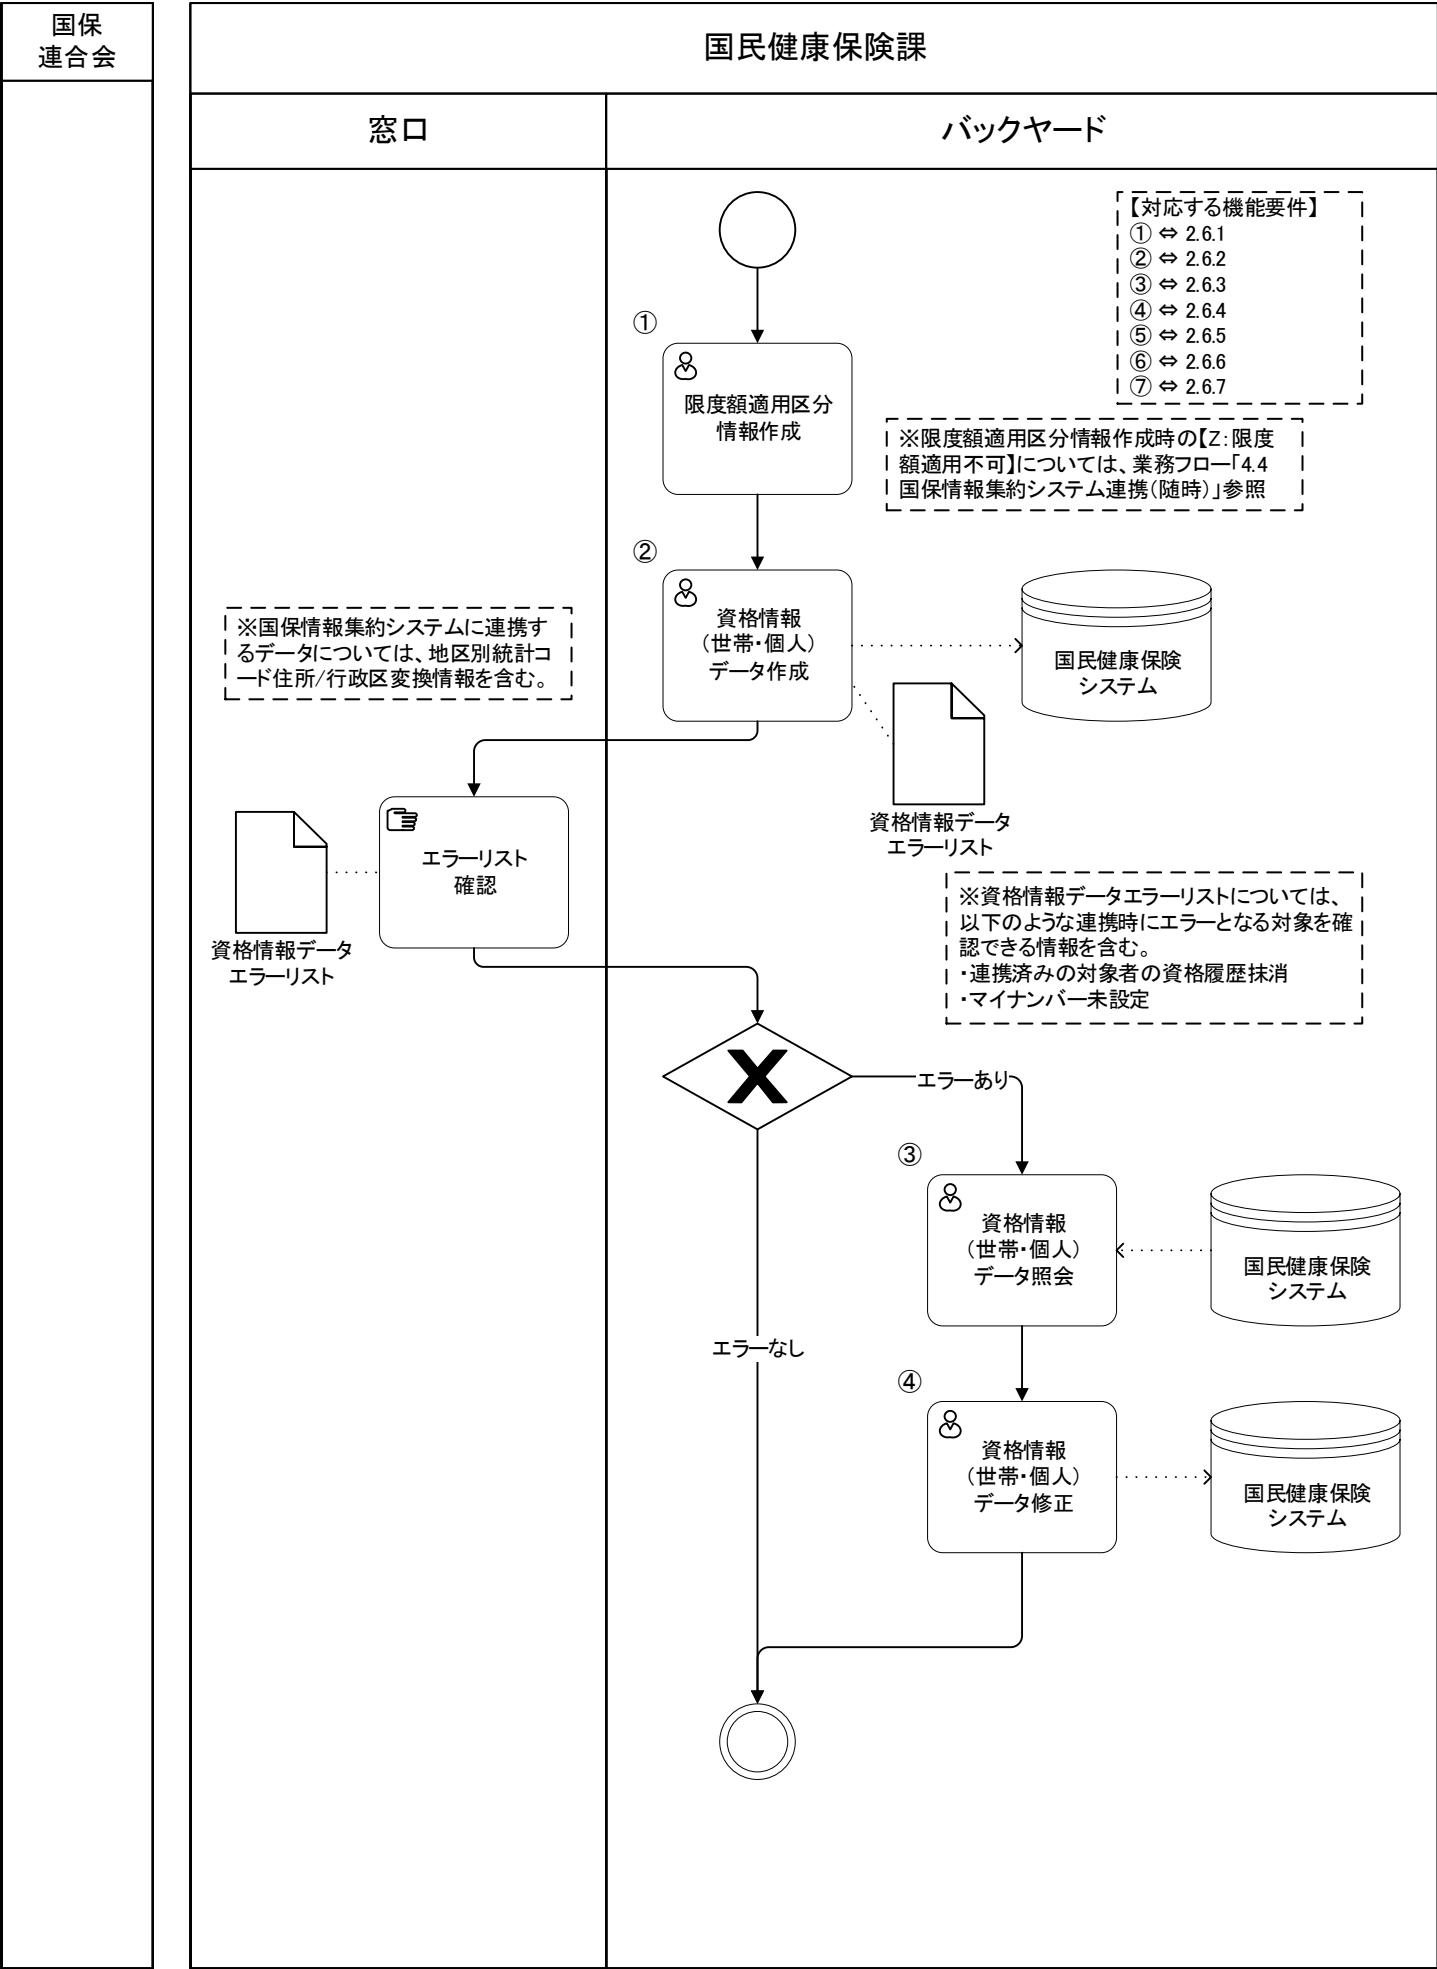 国保
連合会
国民健康保険課
窓口
バックヤード
【対応する機能要件】
① ⇔ 2.6.1
② ⇔ 2.6.2
③ ⇔ 2.6.3
④ ⇔ 2.6.4
⑤ ⇔ 2.6.5
⑥ ⇔ 2.6.6
⑦ ⇔ 2.6.7
①
限度額適用区分
情報作成
※限度額適用区分情報作成時の【Z:限度
額適用不可】については、業務フロー「4.4
国保情報集約システム連携(随時)」参照
②
資格情報
(世帯・個人)
データ作成
国民健康保険
システム
※国保情報集約システムに連携す
るデータについては、地区別統計コ
ード住所/行政区変換情報を含む。
資格情報データ
エラーリスト
エラーリスト
確認
資格情報データ
エラーリスト
※資格情報データエラーリストについては、
以下のような連携時にエラーとなる対象を確
認できる情報を含む。
・連携済みの対象者の資格履歴抹消
・マイナンバー未設定
X
エラーあり
③
資格情報
(世帯・個人)
データ照会
国民健康保険
システム
エラーなし
④
資格情報
(世帯・個人)
データ修正
国民健康保険
システム